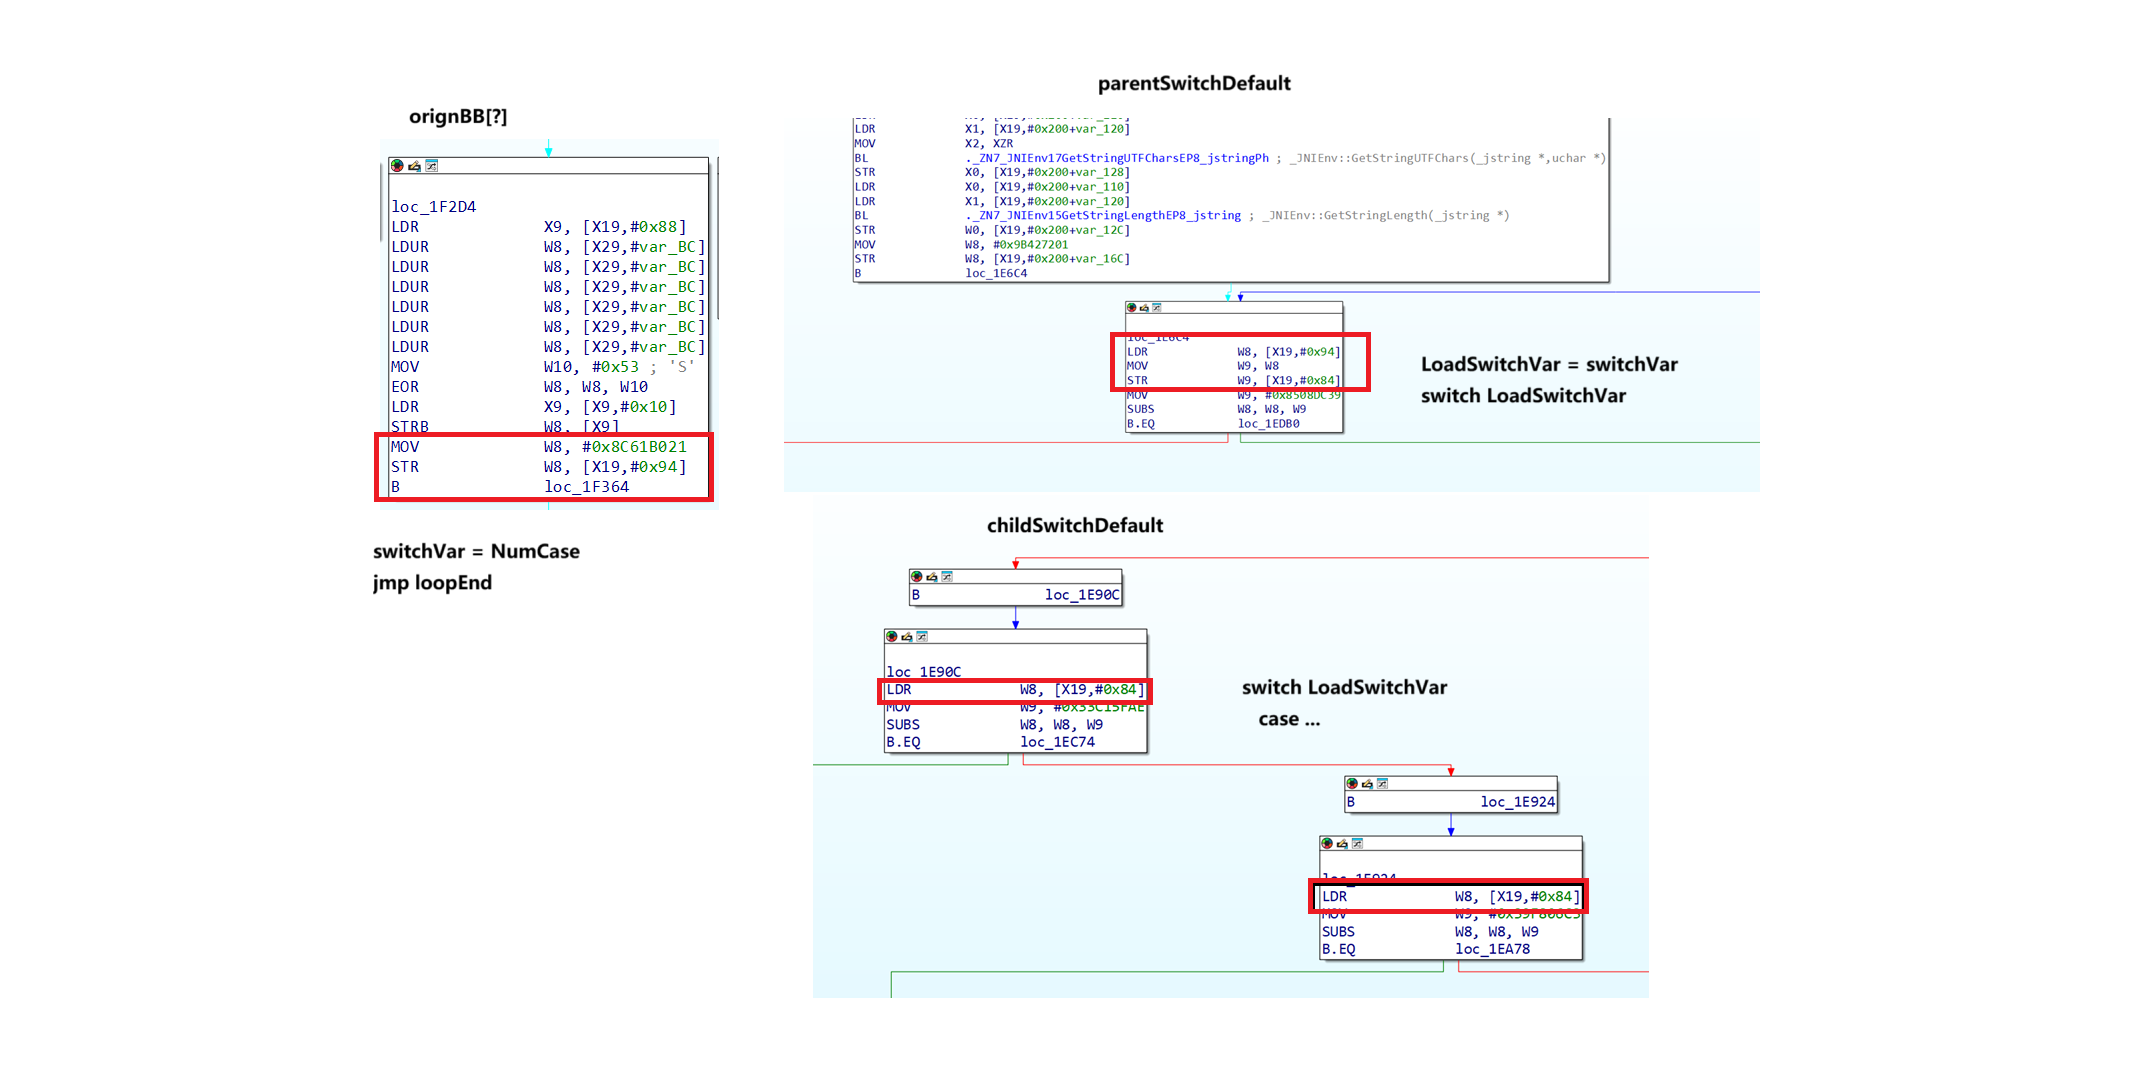 orignBB[?]
loc_1F2D4
LDR X9, [X19,#0x88]
LDUR W8, [X29,#var_BC]
LDUR W8, [X29,#var_BC]
LDUR W8, [X29,#var_BC]
LDUR W8, [X29,#var_BC]
LDUR W8, [X29,#var_BC]
LDUR W8, [X29,#var_BC]
MOV W10, #0x53 ; 'S'
EOR W8, W8, W10
LDR X9, [X9,#0x10]
STRB W8, [X9]
MOV W8, #0x8C61B021
STR W8, [X19,#0x94]
B loc_1F364
switchVar = NumCase
jmp loopEnd
parentSwitchDefault
LDR X1, [X19,#0x200+var_120]
MOV X2, XZR
BL ._ZN7_JNIEnv17GetStringUTFCharsEP8_jstringPh ; _JNIEnv::GetStringUTFChars(_jstring *,uchar *)
STR X0, [X19,#0x200+var_128]
LDR X0, [X19,#0x200+var_110]
LDR X1, [X19,#0x200+var_120]
BL ._ZN7_JNIEnv15GetStringLengthEP8_jstring ; _JNIEnv::GetStringLength(_jstring *)
STR W0, [X19,#0x200+var_12C]
MOV W8, #0x9B427201
STR W8, [X19,#0x200+var_16C]
B loc_1E6C4
loc_1E6C4
LDR W8, [X19,#0x94]
MOV W9, W8
STR W9, [X19,#0x84]
MOV W9, #0x8508DC39
SUBS W8, W8, W9
B.EQ loc_1EDB0
LoadSwitchVar = switchVar
switch LoadSwitchVar
childSwitchDefault
B loc_1E90C
loc_1E90C
LDR W8, [X19,#0x84]
MOV W9, #0x33C15FAE
SUBS W8, W8, W9
B.EQ loc_1EC74
switch LoadSwitchVar
case ...
B loc_1E924
loc_1E924
LDR W8, [X19,#0x84]
MOV W9,
SUBS W8, W8, W9
B.EQ loc_1EA78